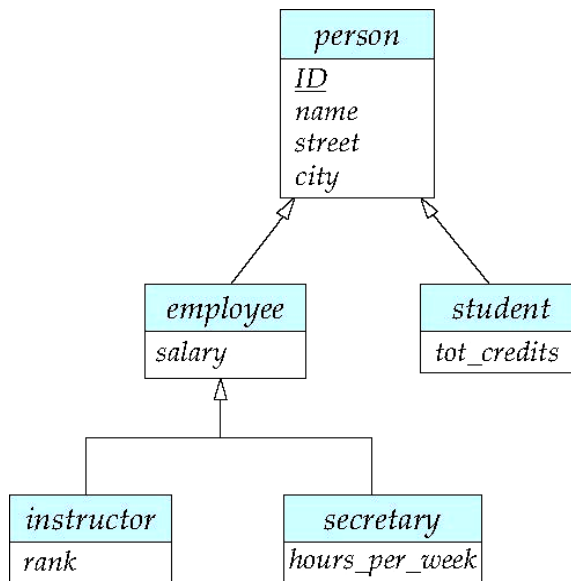 person
ID
name
street
city
employee
salary
student
tot_credits
instructor
rank
secretary
hours_per_week